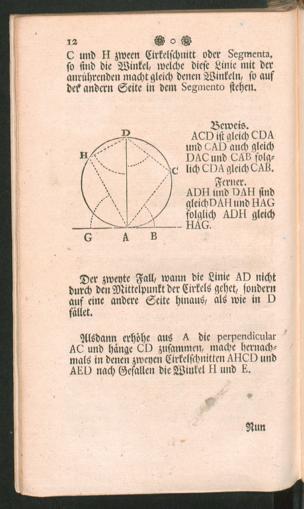 12
C und H zween Cirkelschnitt oder Segmenta,
so sind die Winkel, welche diese Linie mit der
anrührenden macht gleich denen Winkeln, so auf
der andern Seite in dem Segmento stehen.
Beweis.
ACD ist gleich CDA
und CAD auch gleich
DAC und CAB folg-
lich CDA gleich CAB.
Ferner.
ADH und DAH sind
gleich DAH und HAG
folglich ADH gleich
HAG.
D
H
C
G A B
Der zweyte Fall, wann die Linie AD nicht
durch den Mittelpunkt der Cirkels gehet, sondern
auf eine andere Seite hinaus, als wie in D
fället.
Alsdann erhöhe aus A die perpendicular
AC und hänge CD zusammen, mache hernach-
mals in denen zweyen Cirkelschnitten AHCD und
AED nach Gefallen die Winkel H und E.
Nun